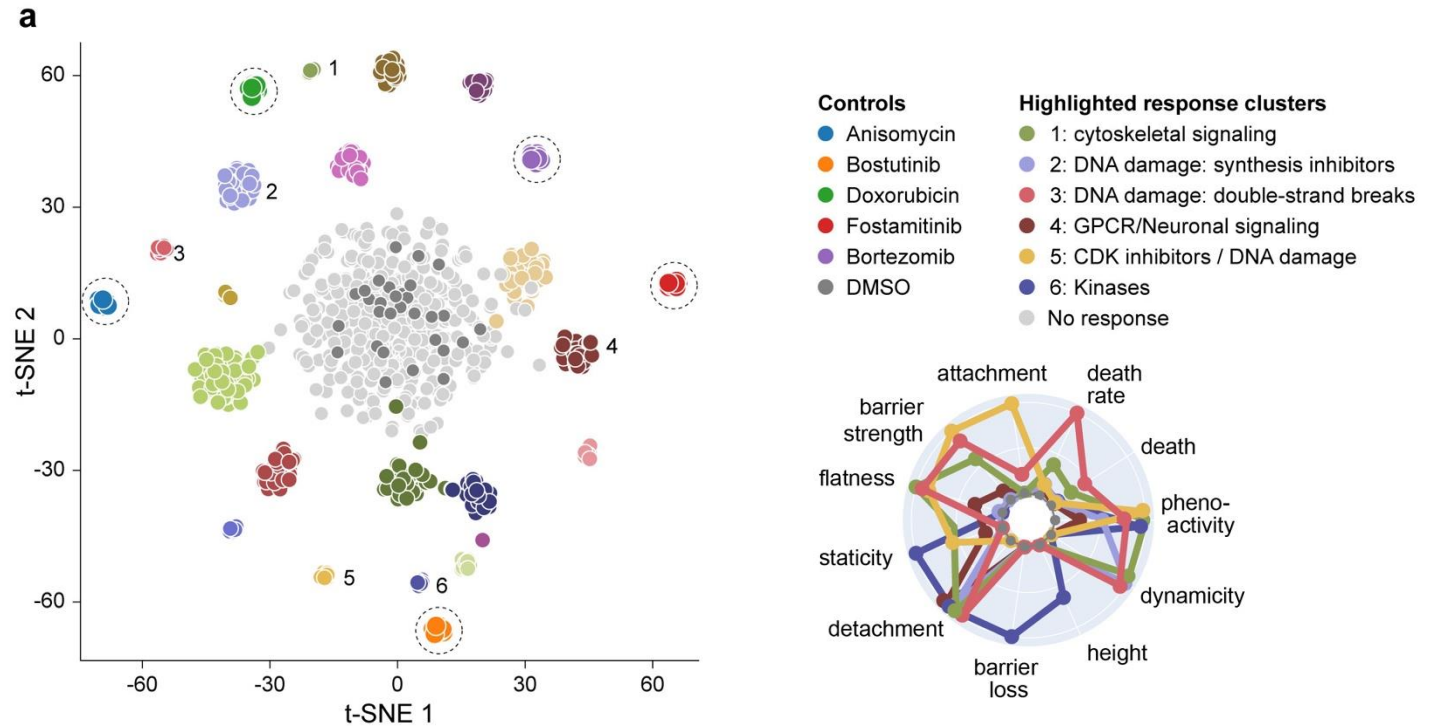 a
60
30
0
-30
-60
t-SNE 2
-60
-30
0
30
60
t-SNE 1
1
2
3
4
5
6
Controls
Anisomycin
Bostutinib
Doxorubicin
Fostamitinib
Bortezomib
DMSO
Highlighted response clusters
1: cytoskeletal signaling
2: DNA damage: synthesis inhibitors
3: DNA damage: double-strand breaks
4: GPCR/Neuronal signaling
5: CDK inhibitors / DNA damage
6: Kinases
No response
attachment
death
rate
death
pheno-
activity
dynamicity
height
barrier
loss
detachment
staticity
flatness
barrier
strength